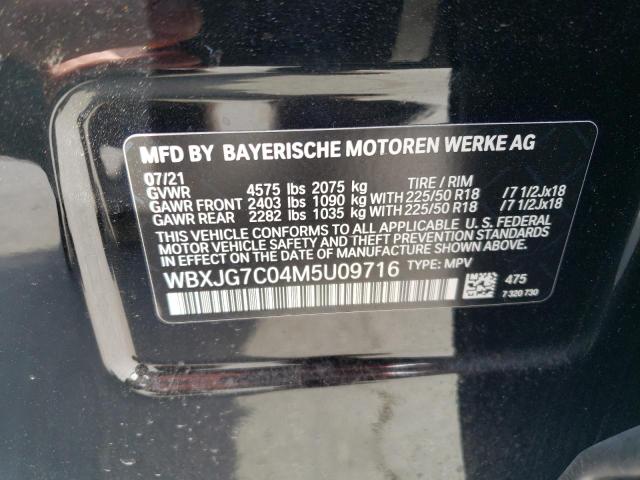 MFD BY BAYERISCHE MOTOREN WERKE AG
07/21 TIRE / RIM
GVWR 4575 lbs 2075 kg
GAWR FRONT 2403 lbs 1090 kg WITH 225/50 R18 / 7 1/2Jx18
GAWR REAR 2282 lbs 1035 kg WITH 225/50 R18 / 7 1/2Jx18
THIS VEHICLE CONFORMS TO ALL APPLICABLE U.S. FEDERAL
MOTOR VEHICLE SAFETY, BUMPER, AND THEFT PREVENTION
STANDARDS IN EFFECT ON THE DATE OF MANUFACTURE SHOWN ABOVE.
WBXJG7C04M5U09716 TYPE: MPV
475
7 320 730